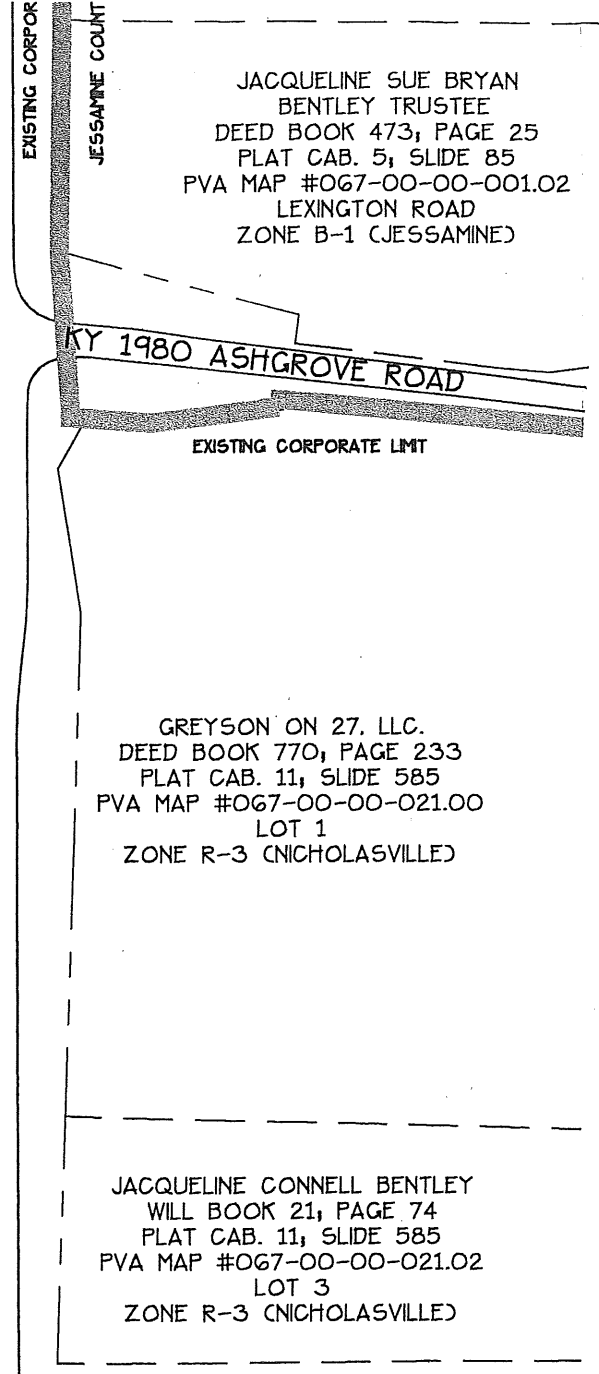 EXISTING CORPOR
JESSAMINE COUNT
JACQUELINE SUE BRYAN
BENTLEY TRUSTEE
DEED BOOK 473, PAGE 25
PLAT CAB. 5, SLIDE 85
PVA MAP #067-00-00-001.02
LEXINGTON ROAD
ZONE B-1 (JESSAMINE)
KY 1980 ASHGROVE ROAD
EXISTING CORPORATE LIMIT
GREYSON ON 27. LLC.
DEED BOOK 770, PAGE 233
PLAT CAB. 11, SLIDE 585
PVA MAP #067-00-00-021.00
LOT 1
ZONE R-3 (NICHOLASVILLE)
JACQUELINE CONNELL BENTLEY
WILL BOOK 21, PAGE 74
PLAT CAB. 11, SLIDE 585
PVA MAP #067-00-00-021.02
LOT 3
ZONE R-3 (NICHOLASVILLE)